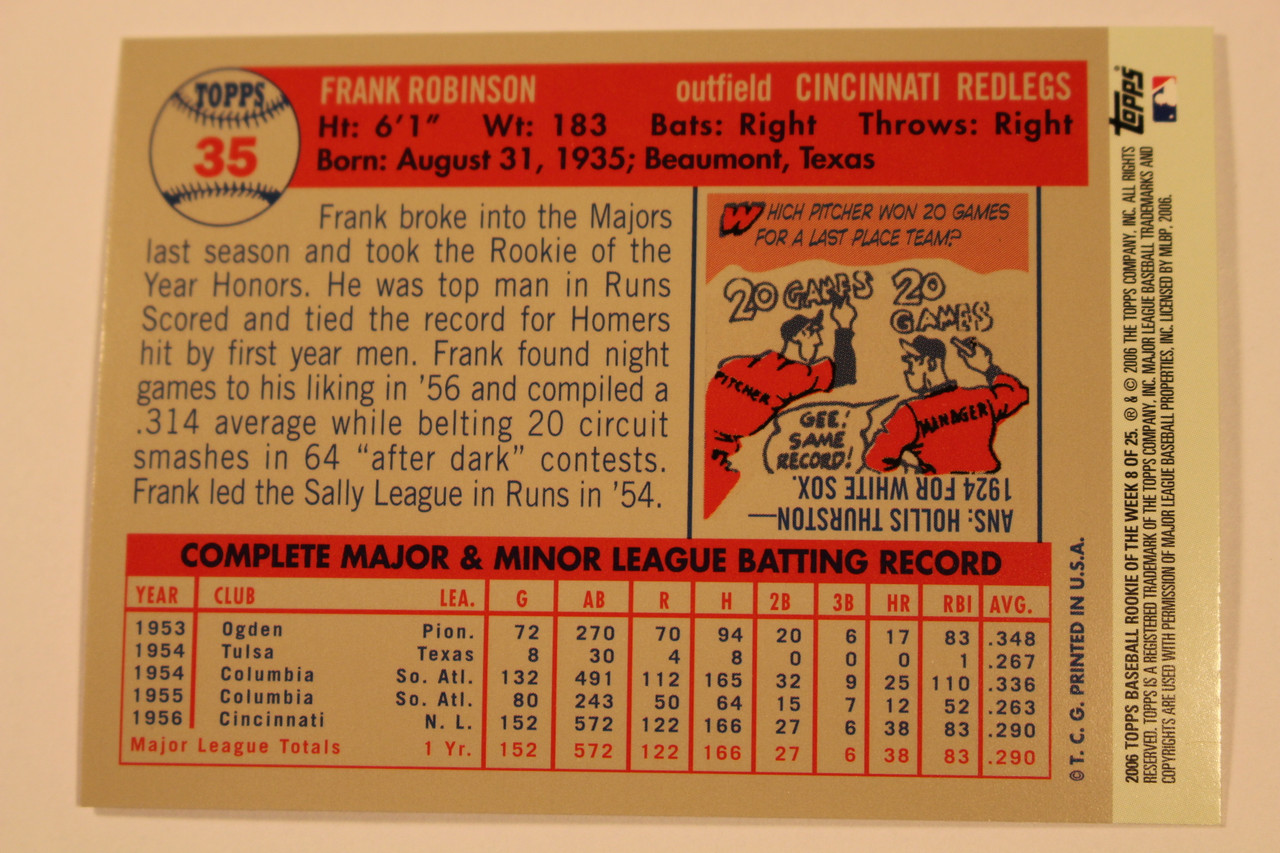 TOPPS
35
FRANK ROBINSON outfield CINCINNATI REDLEGS
Ht: 6'1" Wt: 183 Bats: Right Throws: Right
Born: August 31, 1935; Beaumont, Texas
Frank broke into the Majors
last season and took the Rookie of the
Year Honors. He was top man in Runs
Scored and tied the record for Homers
hit by first year men. Frank found night
games to his liking in '56 and compiled a
.314 average while belting 20 circuit
smashes in 64 "after dark" contests.
Frank led the Sally League in Runs in '54.
WHICH PITCHER WON 20 GAMES
FOR A LAST PLACE TEAM?
20 GAMES
20
GAMES
PITCHER
MANAGER
GEE!
SAME
RECORD!
ANS: HOLLIS THURSTON—
1924 FOR WHITE SOX.
COMPLETE MAJOR & MINOR LEAGUE BATTING RECORD
YEAR CLUB LEA. G AB R H 2B 3B HR RBI AVG.
1953 Ogden Pion. 72 270 70 94 20 6 17 83 .348
1954 Tulsa Texas 8 30 4 8 0 0 0 1 .267
1954 Columbia So. Atl. 132 491 112 165 32 9 25 110 .336
1955 Columbia So. Atl. 80 243 50 64 15 7 12 52 .263
1956 Cincinnati N. L. 152 572 122 166 27 6 38 83 .290
Major League Totals 1 Yr. 152 572 122 166 27 6 38 83 .290
© T. C. G. PRINTED IN U.S.A.
Topps
2006 TOPPS BASEBALL ROOKIE OF THE WEEK 8 OF 25. ® & © 2006 THE TOPPS COMPANY, INC. ALL RIGHTS
RESERVED. TOPPS IS A REGISTERED TRADEMARK OF THE TOPPS COMPANY, INC. MAJOR LEAGUE BASEBALL TRADEMARKS AND
COPYRIGHTS ARE USED WITH PERMISSION OF MAJOR LEAGUE BASEBALL PROPERTIES, INC. LICENSED BY MLBP, 2006.